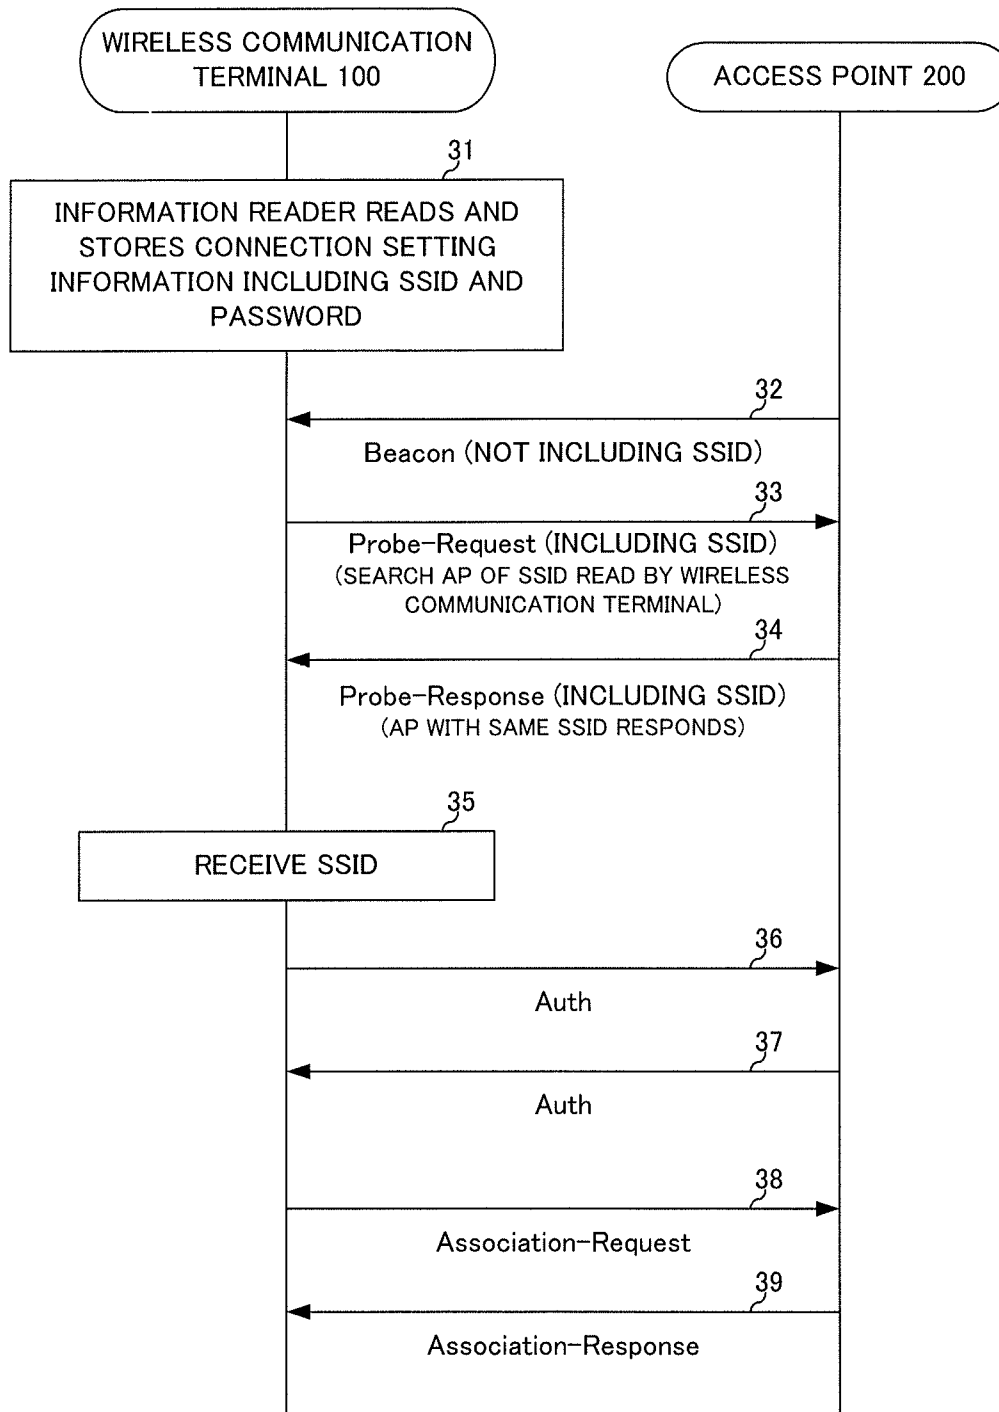 WIRELESS COMMUNICATION
TERMINAL 100
ACCESS POINT 200
31
INFORMATION READER READS AND
STORES CONNECTION SETTING
INFORMATION INCLUDING SSID AND
PASSWORD
32
Beacon (NOT INCLUDING SSID)
33
Probe-Request (INCLUDING SSID)
(SEARCH AP OF SSID READ BY WIRELESS
COMMUNICATION TERMINAL)
34
Probe-Response (INCLUDING SSID)
(AP WITH SAME SSID RESPONDS)
35
RECEIVE SSID
36
Auth
37
Auth
38
Association-Request
39
Association-Response